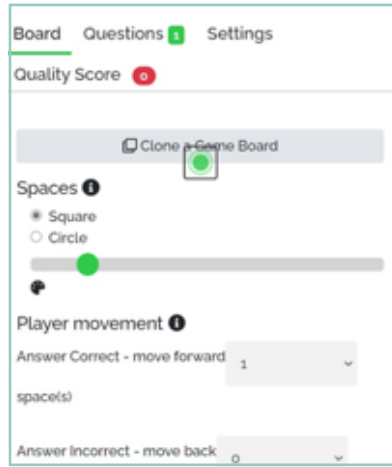 Board Questions 1 Settings
Quality Score 0
Clone a Game Board
Spaces
Square
Circle
Player movement
Answer Correct - move forward 1
space(s)
Answer Incorrect - move back 0